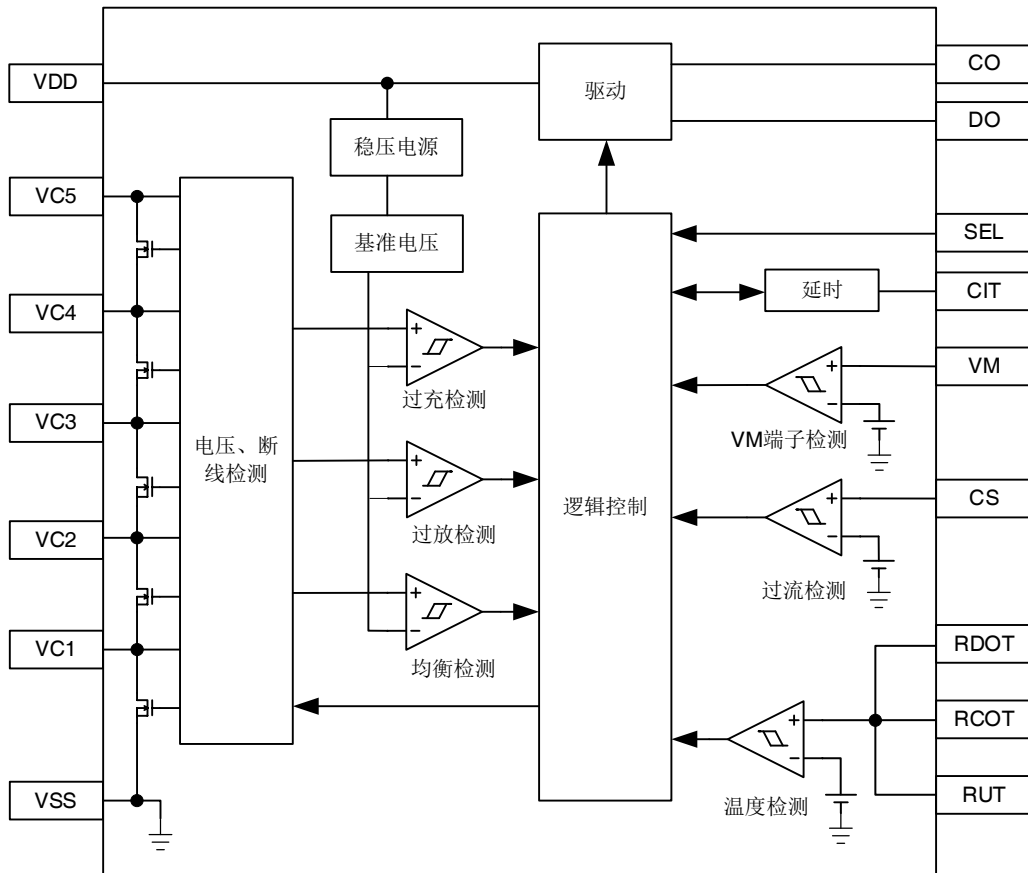 VDD
VC5
VC4
VC3
VC2
VC1
VSS
稳压电源
基准电压
电压、断
线检测
+
−
过充检测
+
−
过放检测
+
−
均衡检测
驱动
逻辑控制
延时
+
−
VM端子检测
+
−
过流检测
+
−
温度检测
CO
DO
SEL
CIT
VM
CS
RDOT
RCOT
RUT